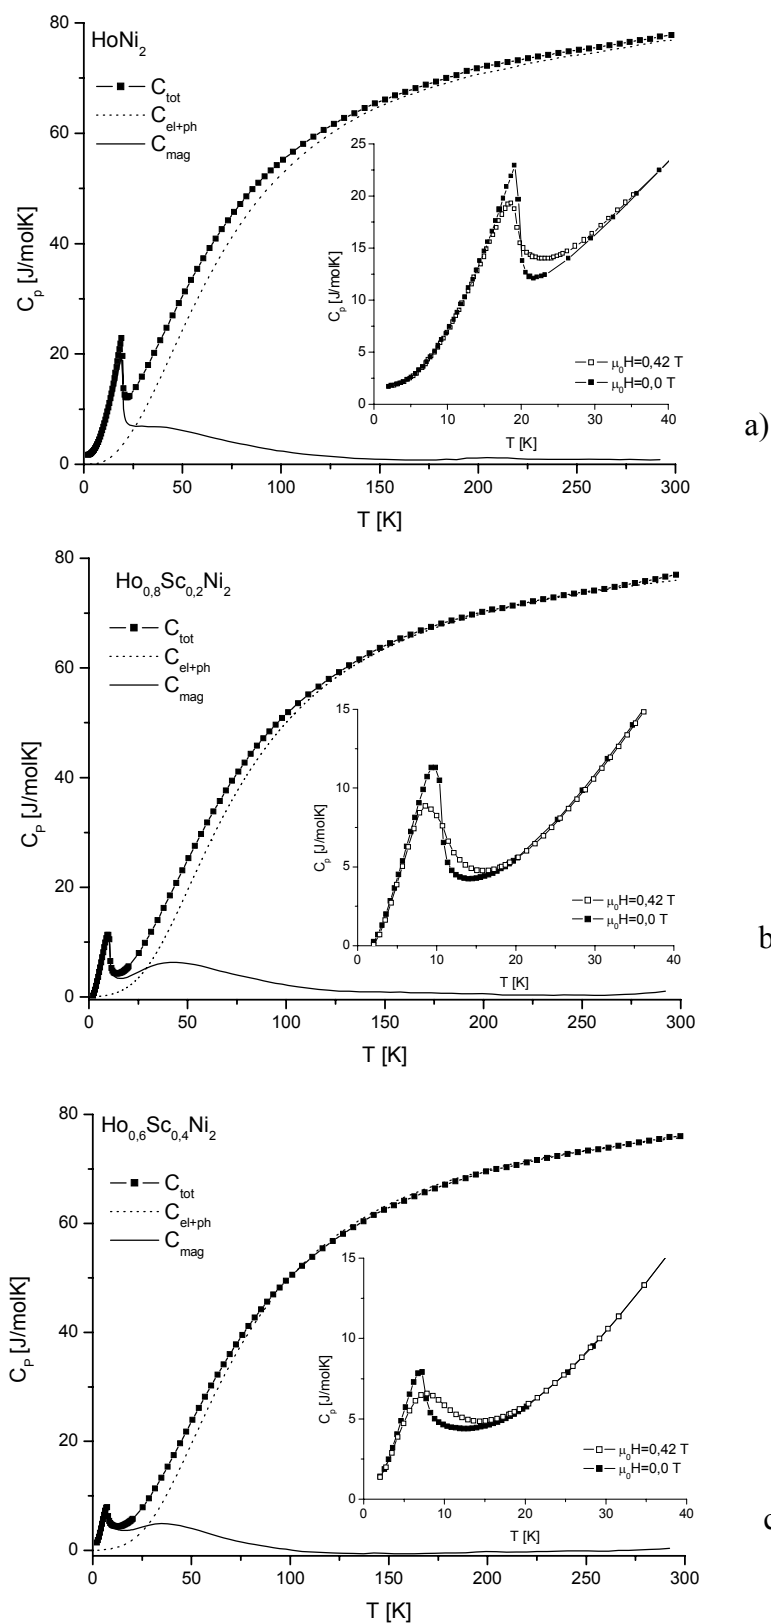 HoNi2
C_tot
C_el+ph
C_mag
C_p [J/molK]
80
60
40
20
0
0 50 100 150 200 250 300
T [K]
C_p [J/molK]
25
20
15
10
5
0
0 10 20 30 40
T [K]
μ0H=0,42 T
μ0H=0,0 T
a)
Ho0,8Sc0,2Ni2
C_tot
C_el+ph
C_mag
C_P [J/molK]
80
60
40
20
0
0 50 100 150 200 250 300
T [K]
C_p [J/molK]
15
10
5
0
0 10 20 30 40
T [K]
μ0H=0,42 T
μ0H=0,0 T
b
Ho0,6Sc0,4Ni2
C_tot
C_el+ph
C_mag
C_P [J/molK]
80
60
40
20
0
0 50 100 150 200 250 300
T [K]
C_p [J/molK]
15
10
5
0
0 10 20 30 40
T [K]
μ0H=0,42 T
μ0H=0,0 T
c